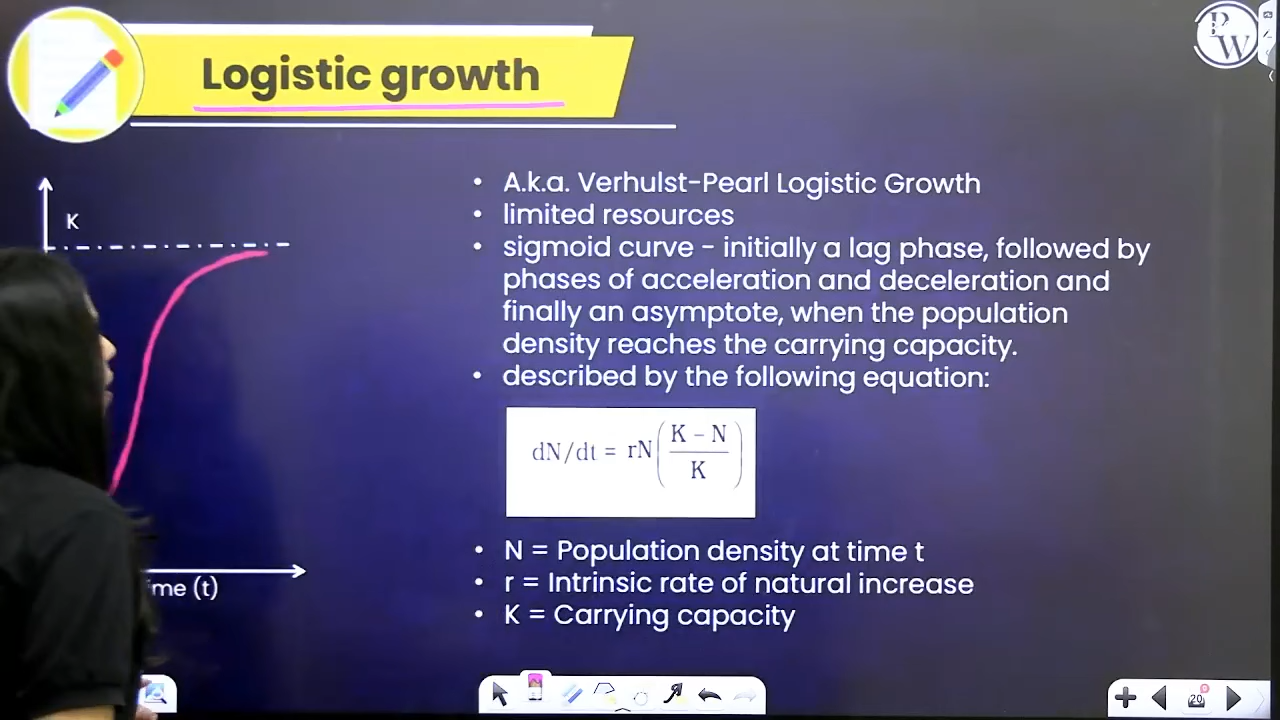 Logistic growth
PW
K
• A.k.a. Verhulst-Pearl Logistic Growth
• limited resources
• sigmoid curve - initially a lag phase, followed by
phases of acceleration and deceleration and
finally an asymptote, when the population
density reaches the carrying capacity.
• described by the following equation:
dN/dt = rN(K – N / K)
• N = Population density at time t
• r = Intrinsic rate of natural increase
• K = Carrying capacity
ime (t)
20